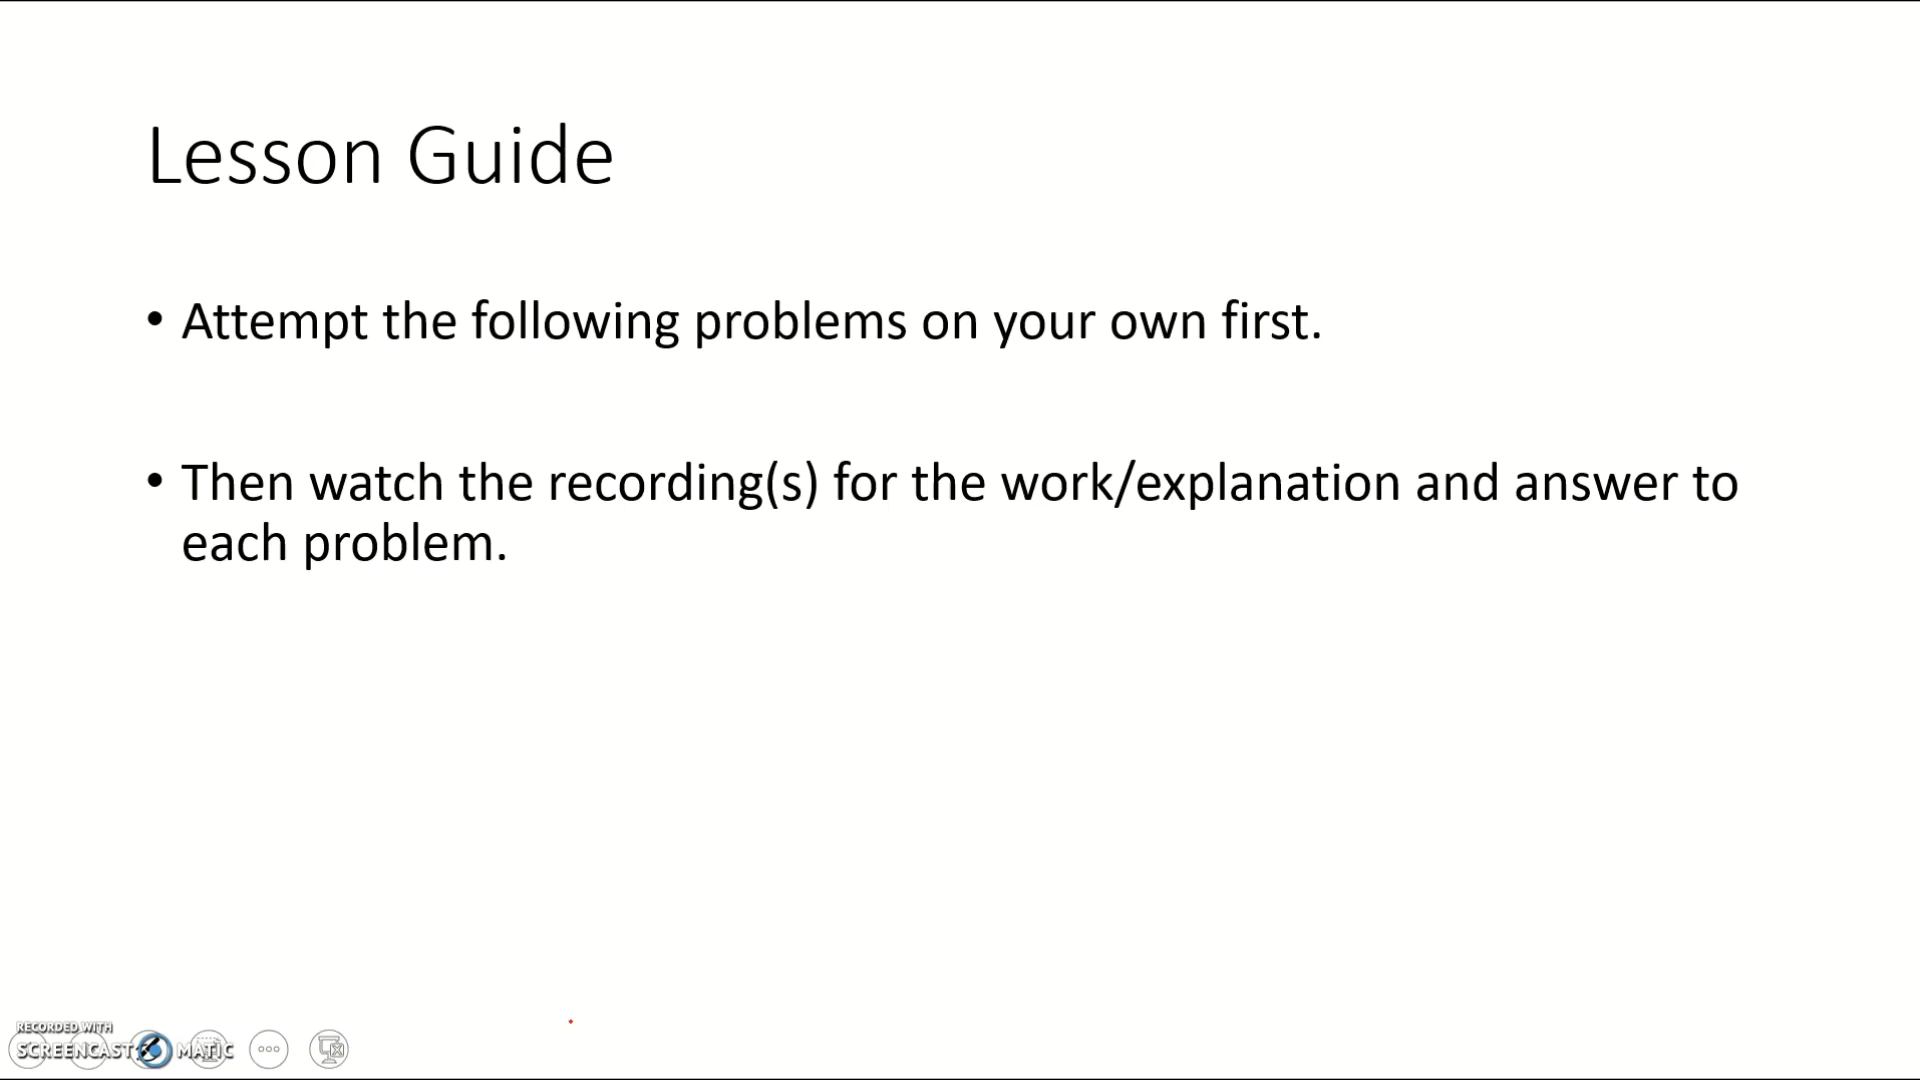 Lesson Guide
• Attempt the following problems on your own first.
• Then watch the recording(s) for the work/explanation and answer to
each problem.
RECORDED WITH
SCREENCAST MATIC